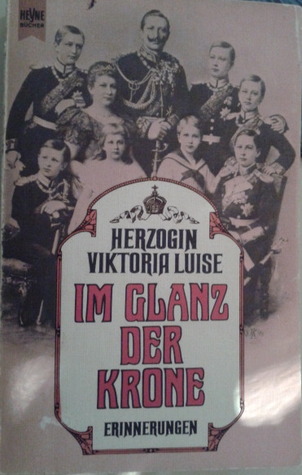 HEYNE
BÜCHER
HERZOGIN
VIKTORIA LUISE
IM GLANZ
DER
KRONE
ERINNERUNGEN